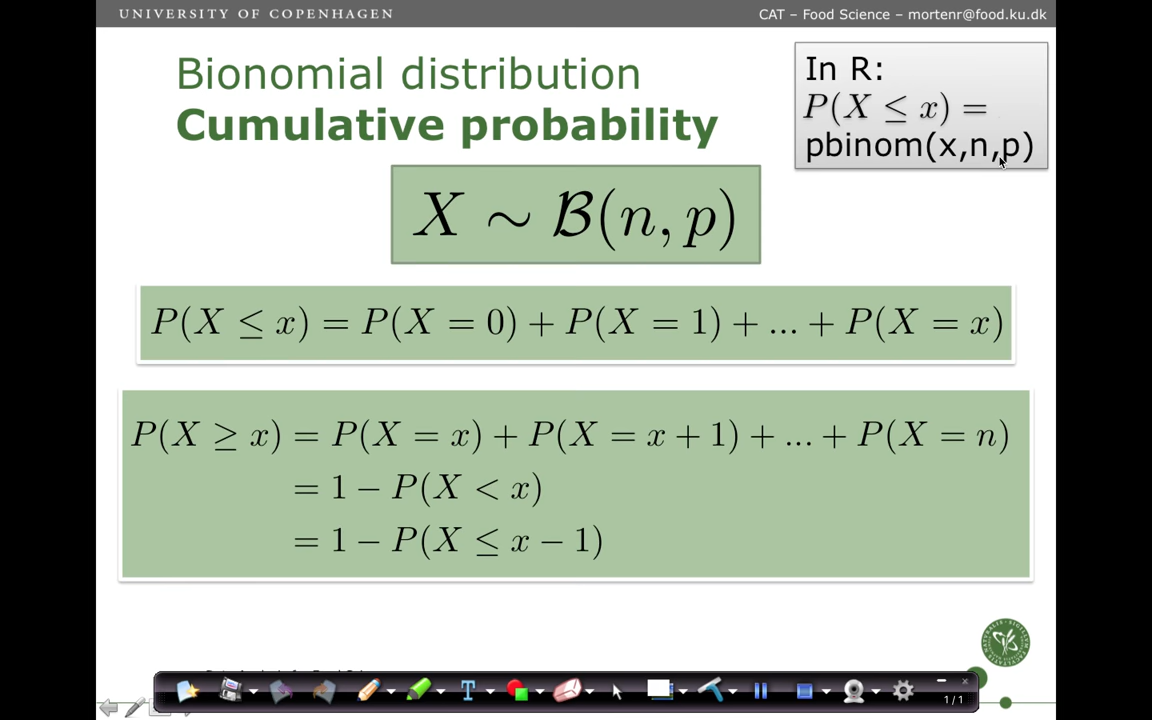 UNIVERSITY OF COPENHAGEN
CAT – Food Science – mortenr@food.ku.dk
Bionomial distribution
Cumulative probability
In R:
P(X ≤ x) =
pbinom(x,n,p)
X ∼ ℬ(n, p)
P(X ≤ x) = P(X = 0) + P(X = 1) + ... + P(X = x)
P(X ≥ x) = P(X = x) + P(X = x + 1) + ... + P(X = n)
= 1 − P(X < x)
= 1 − P(X ≤ x − 1)
T
1/1